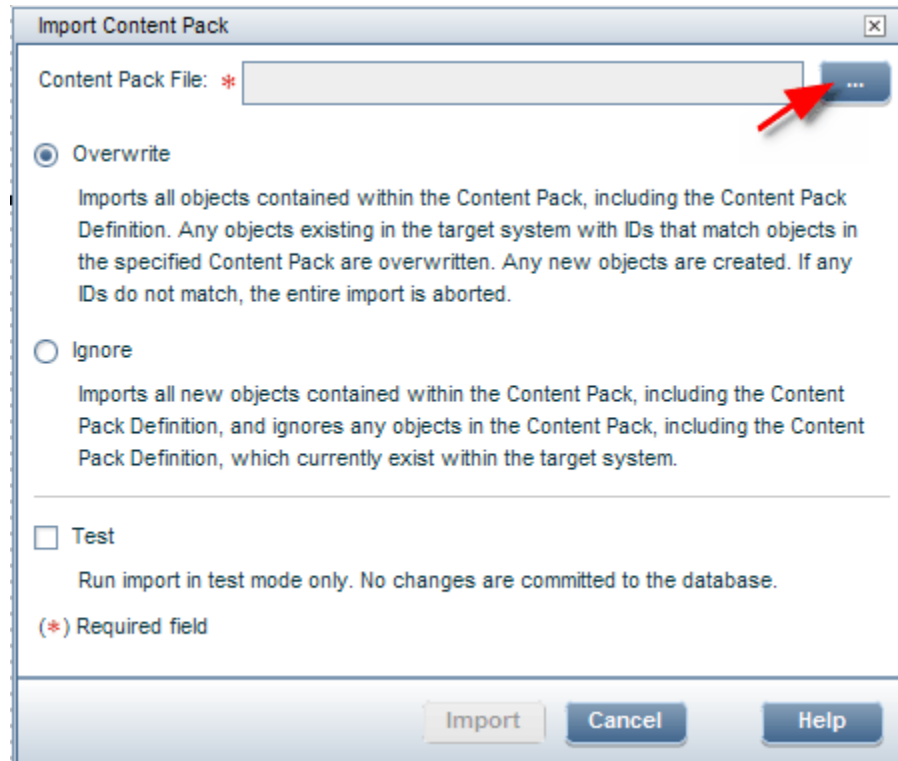 Import Content Pack
Content Pack File: * ...
Overwrite
Imports all objects contained within the Content Pack, including the Content Pack
Definition. Any objects existing in the target system with IDs that match objects in
the specified Content Pack are overwritten. Any new objects are created. If any
IDs do not match, the entire import is aborted.
Ignore
Imports all new objects contained within the Content Pack, including the Content
Pack Definition, and ignores any objects in the Content Pack, including the Content
Pack Definition, which currently exist within the target system.
Test
Run import in test mode only. No changes are committed to the database.
(*) Required field
Import Cancel Help